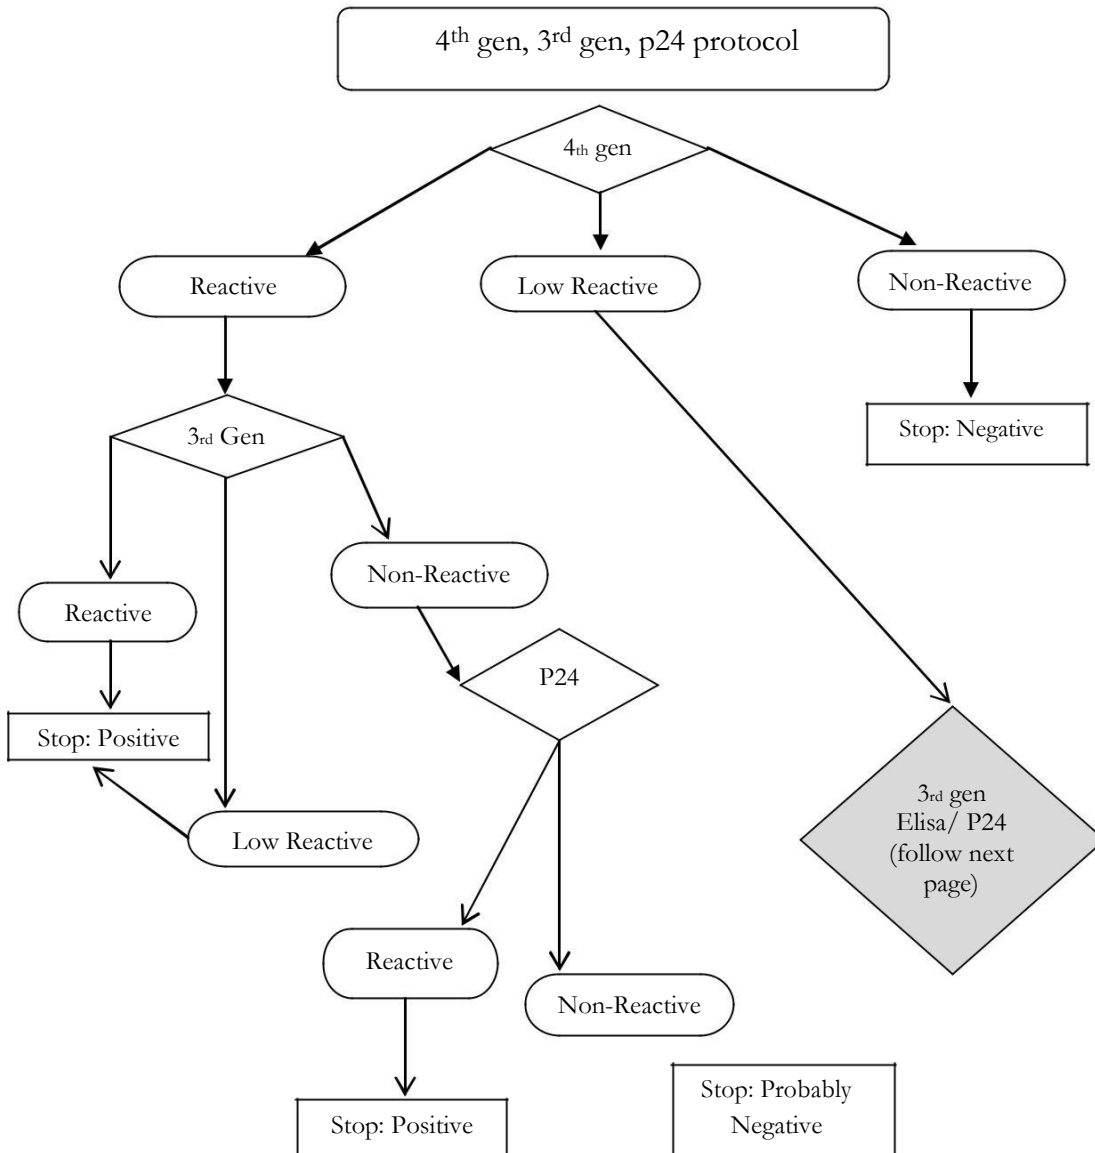 4th gen, 3rd gen, p24 protocol
4th gen
Reactive
Low Reactive
Non-Reactive
Stop: Negative
3rd Gen
Non-Reactive
Reactive
P24
Stop: Positive
Low Reactive
3rd gen
Elisa/ P24
(follow next
page)
Reactive
Non-Reactive
Stop: Positive
Stop: Probably
Negative